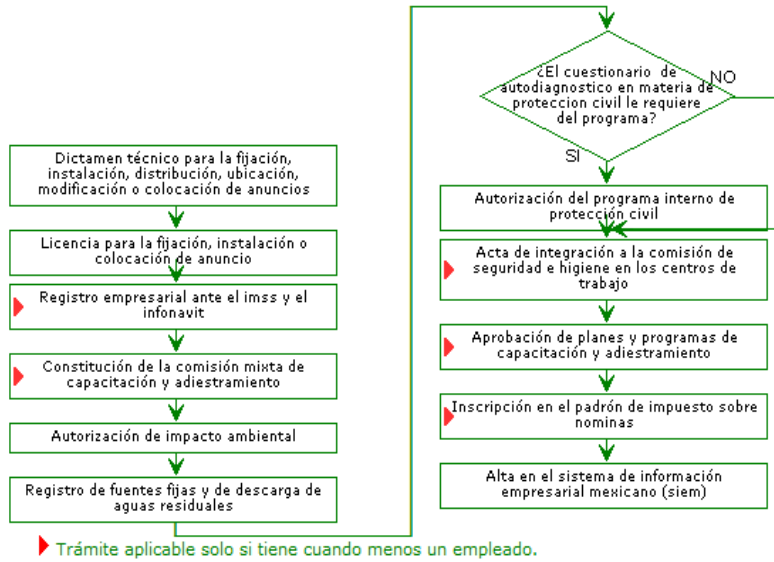 Dictamen técnico para la fijación,
instalación, distribución, ubicación,
modificación o colocación de anuncios
Licencia para la fijación, instalación o
colocación de anuncio
Registro empresarial ante el imss y el
infonavit
Constitución de la comisión mixta de
capacitación y adiestramiento
Autorización de impacto ambiental
Registro de fuentes fijas y de descarga de
aguas residuales
¿El cuestionario de
autodiagnostico en materia de
proteccion civil le requiere
del programa?
NO
SI
Autorización del programa interno de
protección civil
Acta de integración a la comisión de
seguridad e higiene en los centros de
trabajo
Aprobación de planes y programas de
capacitación y adiestramiento
Inscripción en el padrón de impuesto sobre
nominas
Alta en el sistema de información
empresarial mexicano (siem)
Trámite aplicable solo si tiene cuando menos un empleado.